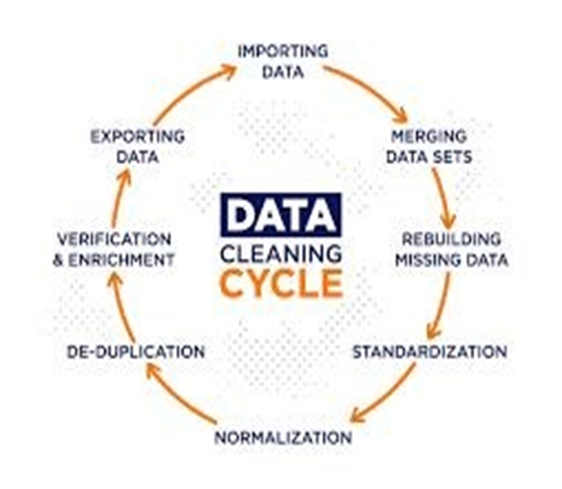 IMPORTING
DATA
MERGING
DATA SETS
REBUILDING
MISSING DATA
STANDARDIZATION
NORMALIZATION
DE-DUPLICATION
VERIFICATION
& ENRICHMENT
EXPORTING
DATA
DATA
CLEANING
CYCLE